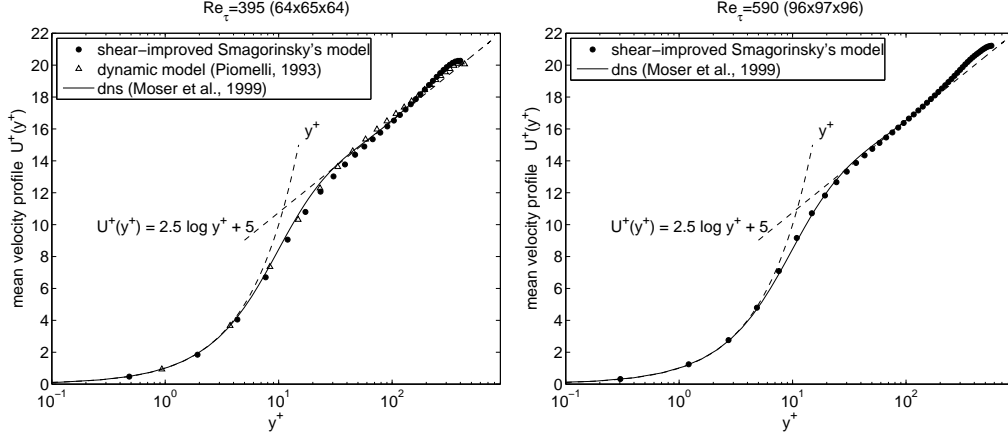 Re_τ=395 (64x65x64)
22
20
18
16
14
12
10
8
6
4
2
0
mean velocity profile U⁺(y⁺)
shear−improved Smagorinsky's model
dynamic model (Piomelli, 1993)
dns (Moser et al., 1999)
y⁺
U⁺(y⁺) = 2.5 log y⁺ + 5
10⁻¹
10⁰
10¹
10²
y⁺
Re_τ=590 (96x97x96)
22
20
18
16
14
12
10
8
6
4
2
0
mean velocity profile U⁺(y⁺)
shear−improved Smagorinsky's model
dns (Moser et al., 1999)
y⁺
U⁺(y⁺) = 2.5 log y⁺ + 5
10⁻¹
10⁰
10¹
10²
y⁺